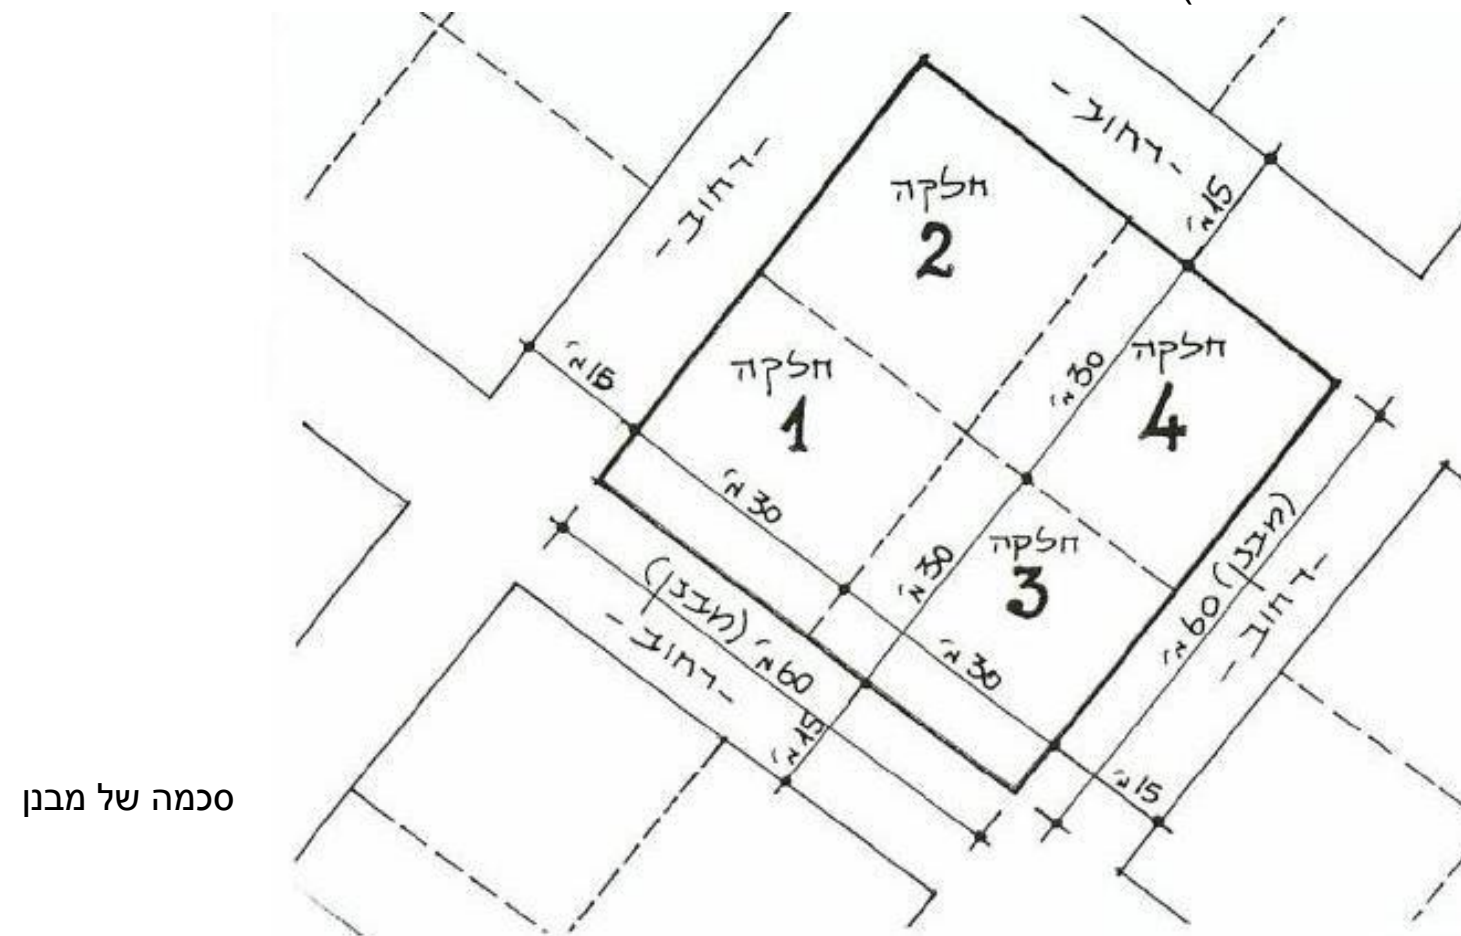 -רחוב-
-רחוב-
15 מ'
חלקה
2
חלקה
4
חלקה
1
חלקה
3
15 מ'
30 מ'
30 מ'
30 מ'
30 מ'
60 מ' (מבנן)
60 מ' (מבנן)
-רחוב-
-רחוב-
15 מ'
15 מ'
סכמה של מבנן